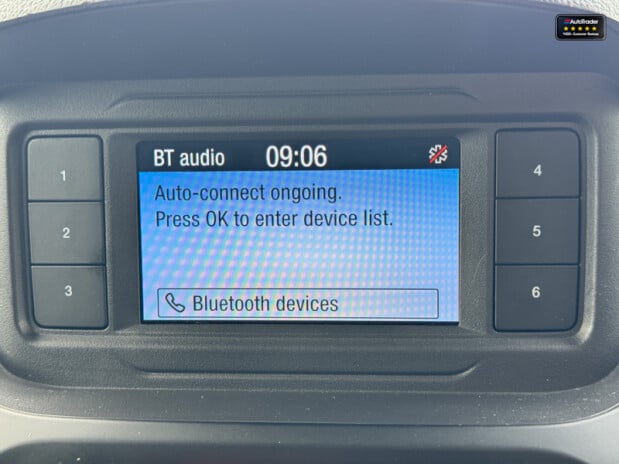 AutoTrader
BT audio 09:06
Auto-connect ongoing.
Press OK to enter device list.
Bluetooth devices
1
2
3
4
5
6